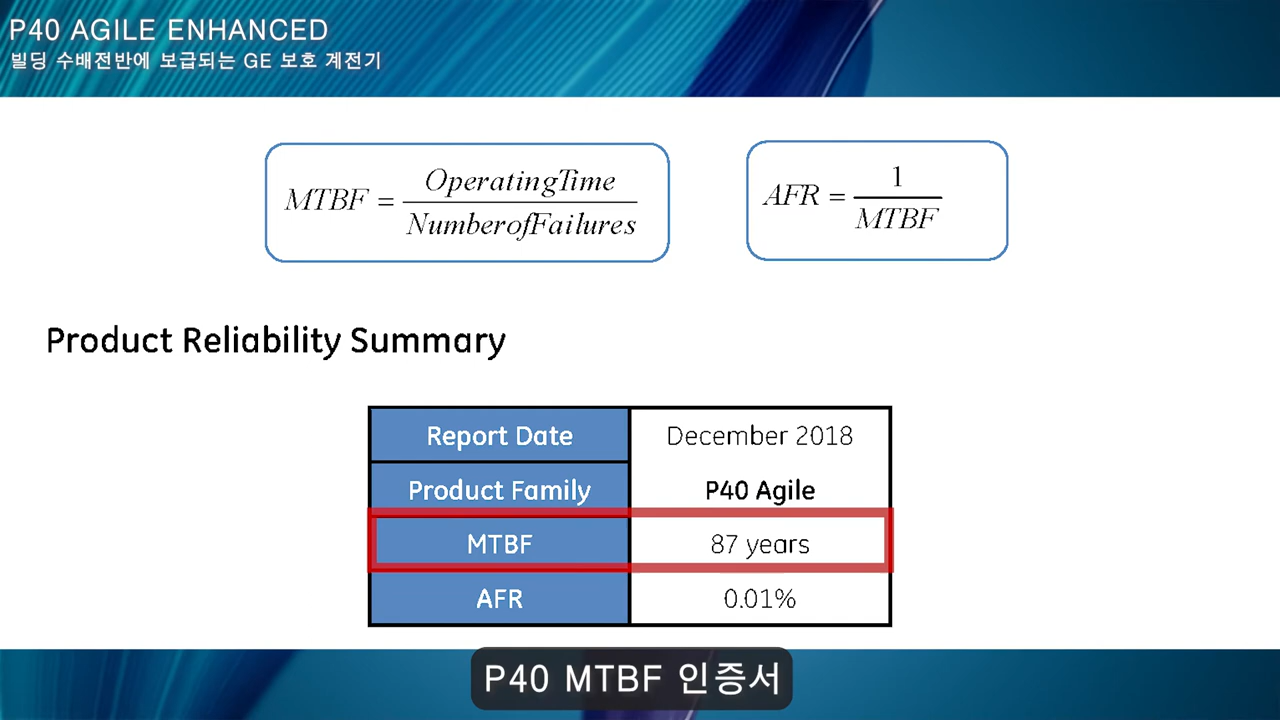 P40 AGILE ENHANCED
빌딩 수배전반에 보급되는 GE 보호 계전기
MTBF = OperatingTime / NumberofFailures
AFR = 1 / MTBF
Product Reliability Summary
Report Date December 2018
Product Family P40 Agile
MTBF 87 years
AFR 0.01%
P40 MTBF 인증서